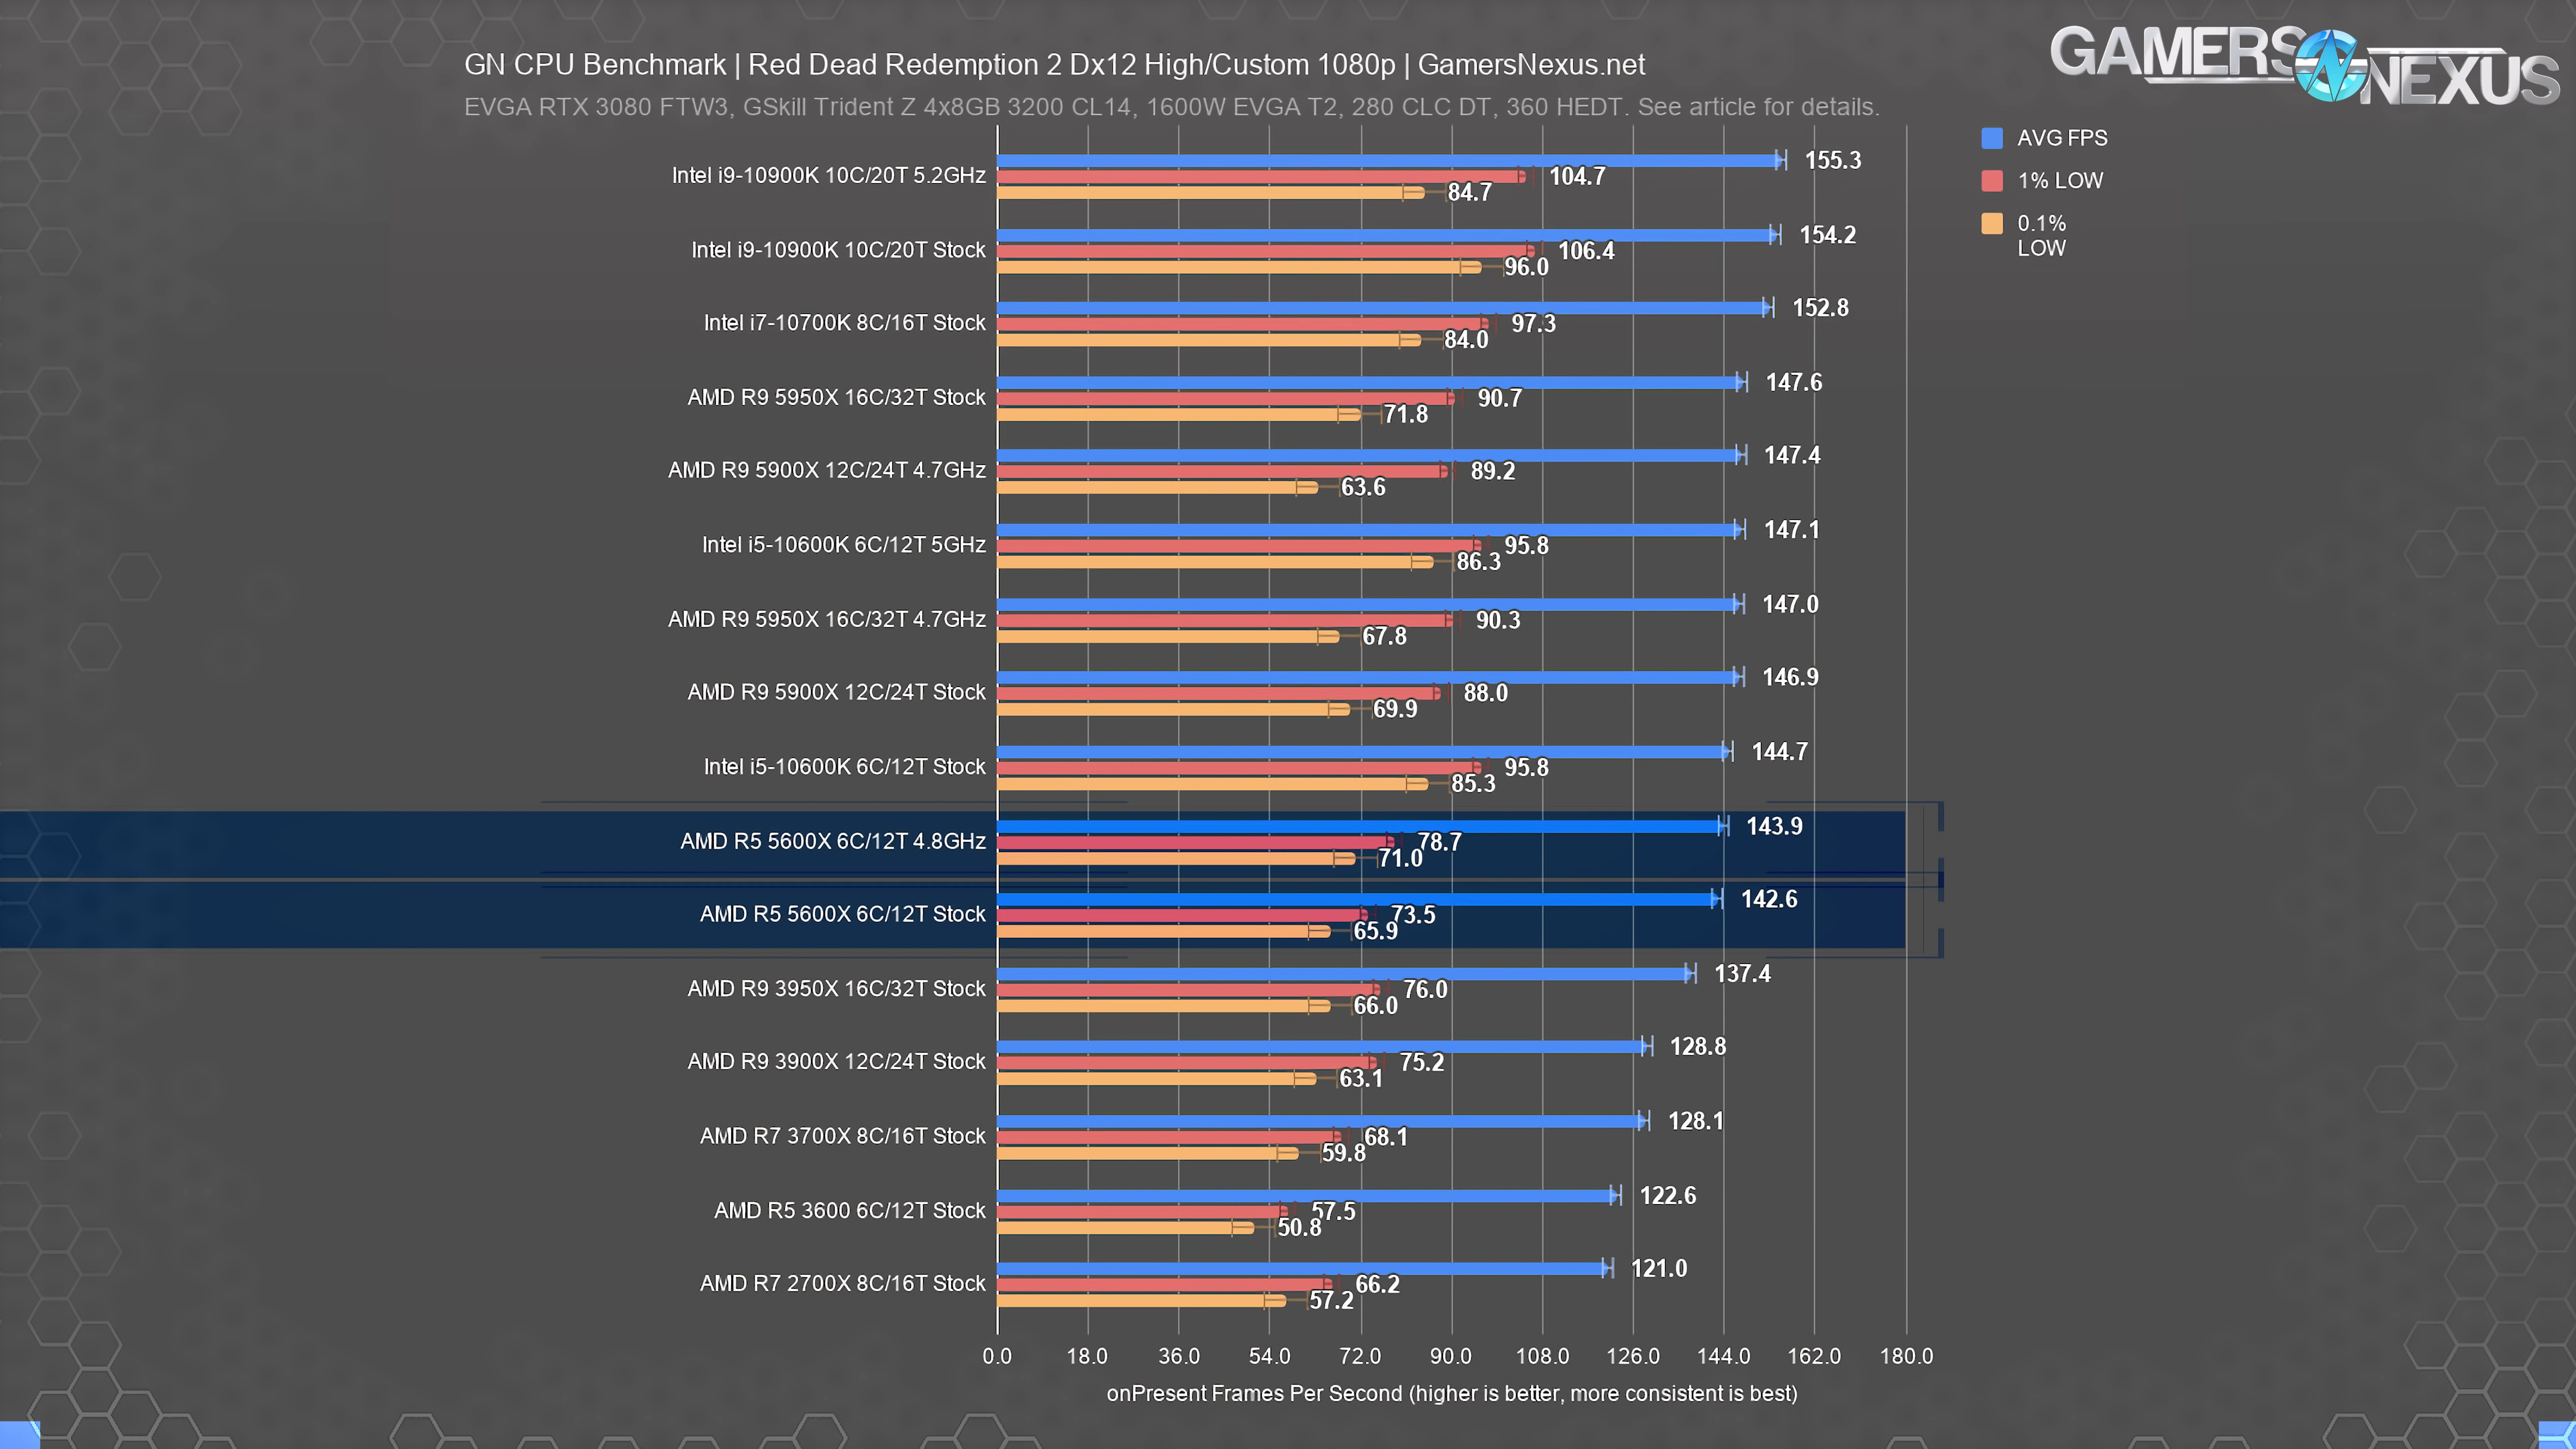 GAMERS NEXUS
GN CPU Benchmark | Red Dead Redemption 2 Dx12 High/Custom 1080p | GamersNexus.net
EVGA RTX 3080 FTW3, GSkill Trident Z 4x8GB 3200 CL14, 1600W EVGA T2, 280 CLC DT, 360 HEDT. See article for details.
AVG FPS
1% LOW
0.1%
LOW
Intel i9-10900K 10C/20T 5.2GHz
155.3
104.7
84.7
Intel i9-10900K 10C/20T Stock
154.2
106.4
96.0
Intel i7-10700K 8C/16T Stock
152.8
97.3
84.0
AMD R9 5950X 16C/32T Stock
147.6
90.7
71.8
AMD R9 5900X 12C/24T 4.7GHz
147.4
89.2
63.6
Intel i5-10600K 6C/12T 5GHz
147.1
95.8
86.3
AMD R9 5950X 16C/32T 4.7GHz
147.0
90.3
67.8
AMD R9 5900X 12C/24T Stock
146.9
88.0
69.9
Intel i5-10600K 6C/12T Stock
144.7
95.8
85.3
AMD R5 5600X 6C/12T 4.8GHz
143.9
78.7
71.0
AMD R5 5600X 6C/12T Stock
142.6
73.5
65.9
AMD R9 3950X 16C/32T Stock
137.4
76.0
66.0
AMD R9 3900X 12C/24T Stock
128.8
75.2
63.1
AMD R7 3700X 8C/16T Stock
128.1
68.1
59.8
AMD R5 3600 6C/12T Stock
122.6
57.5
50.8
AMD R7 2700X 8C/16T Stock
121.0
66.2
57.2
0.0 18.0 36.0 54.0 72.0 90.0 108.0 126.0 144.0 162.0 180.0
onPresent Frames Per Second (higher is better, more consistent is best)